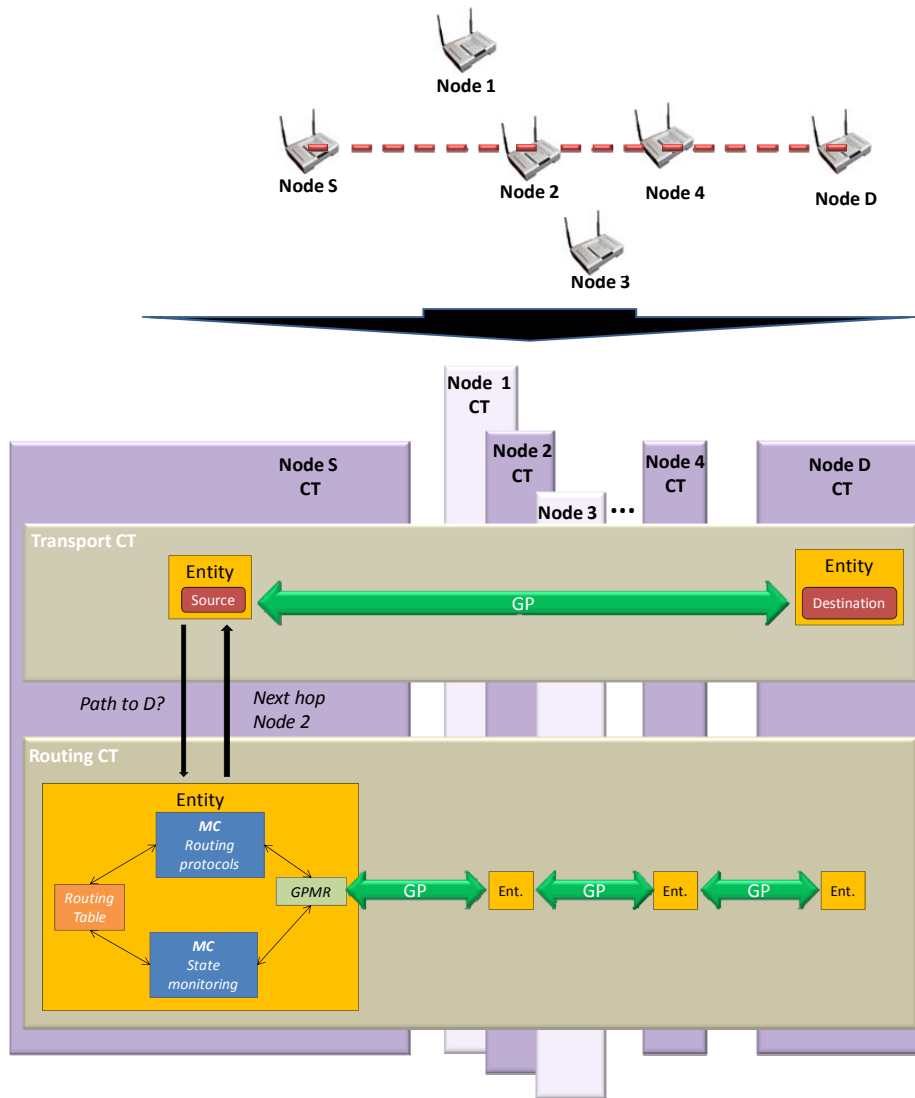 Node 1
Node S
Node 2
Node 4
Node D
Node 3
Node 1
CT
Node S
CT
Node 2
CT
Node 3
...
Node 4
CT
Node D
CT
Transport CT
Entity
Source
GP
Entity
Destination
Path to D?
Next hop
Node 2
Routing CT
Entity
MC
Routing
protocols
Routing
Table
GPMR
MC
State
monitoring
GP
Ent.
GP
Ent.
GP
Ent.